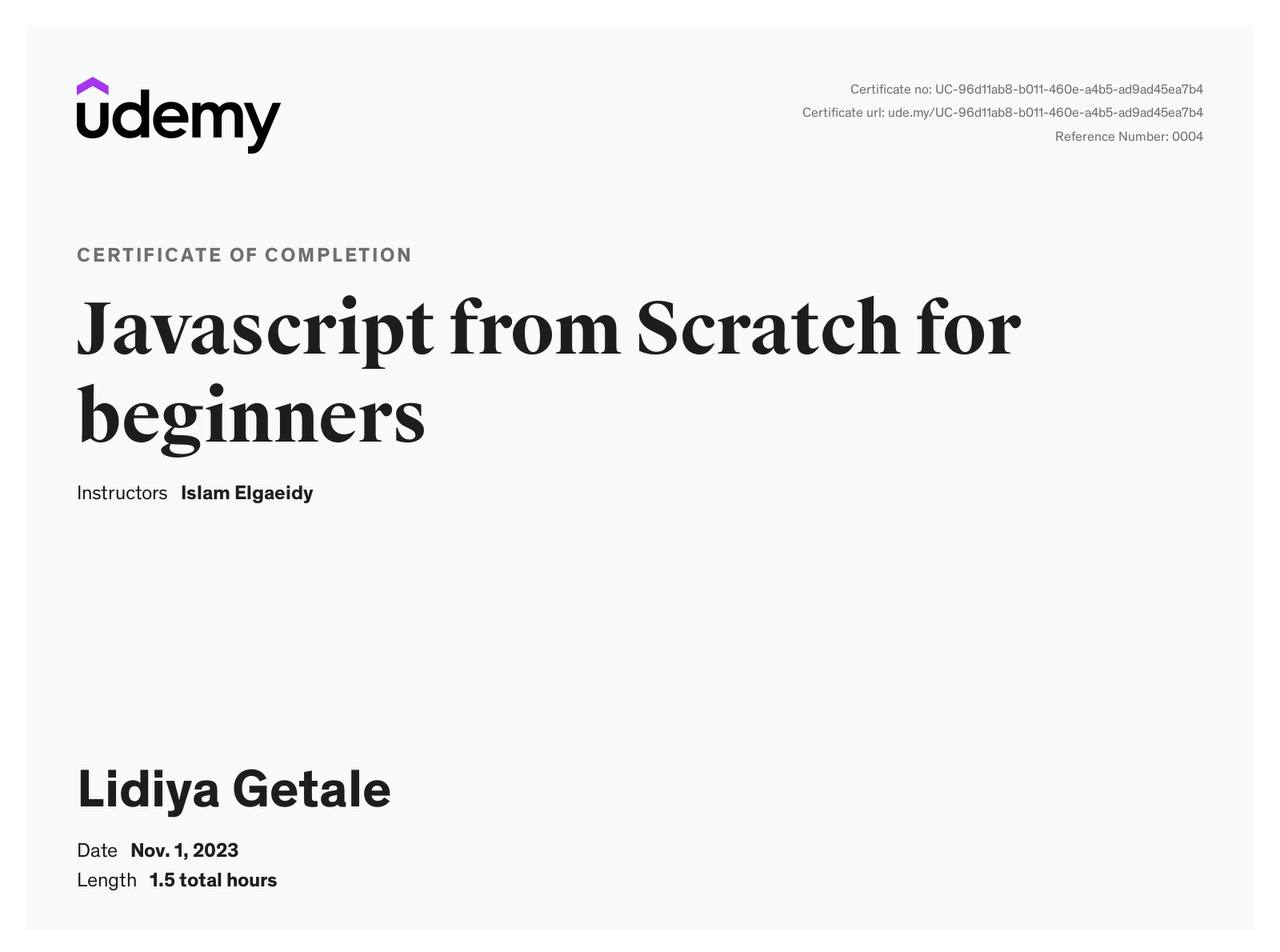 udemy
Certificate no: UC-96d11ab8-b011-460e-a4b5-ad9ad45ea7b4
Certificate url: ude.my/UC-96d11ab8-b011-460e-a4b5-ad9ad45ea7b4
Reference Number: 0004
CERTIFICATE OF COMPLETION
Javascript from Scratch for
beginners
Instructors Islam Elgaeidy
Lidiya Getale
Date Nov. 1, 2023
Length 1.5 total hours